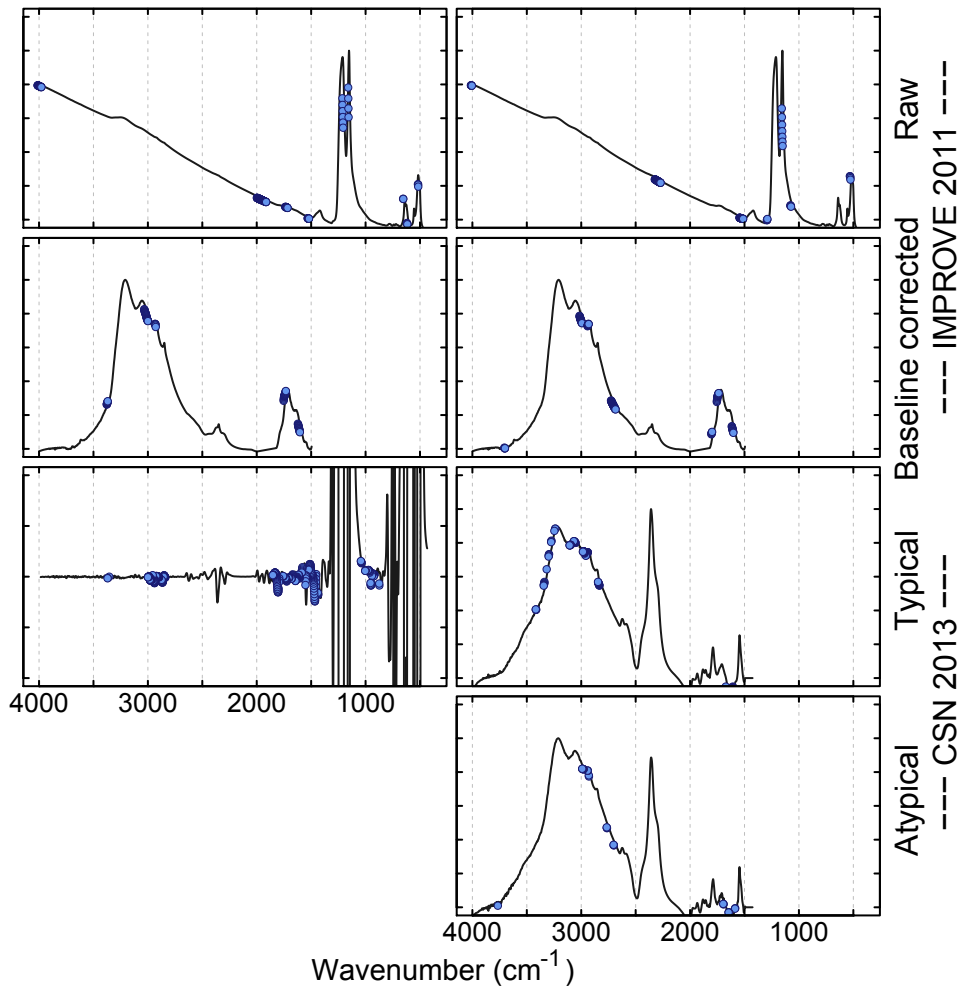 Raw
Baseline corrected
--- IMPROVE 2011 ---
Typical
Atypical
--- CSN 2013 ---
4000 3000 2000 1000
4000 3000 2000 1000
Wavenumber (cm-1)